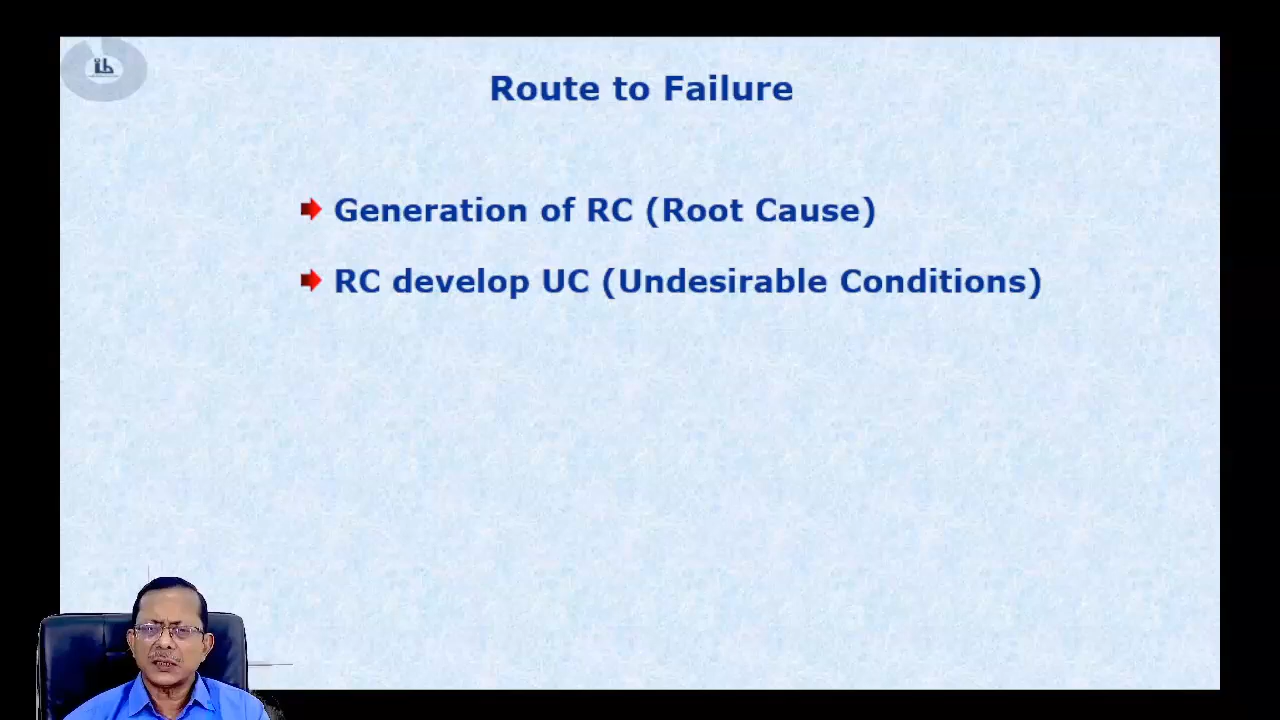 Route to Failure
Generation of RC (Root Cause)
RC develop UC (Undesirable Conditions)